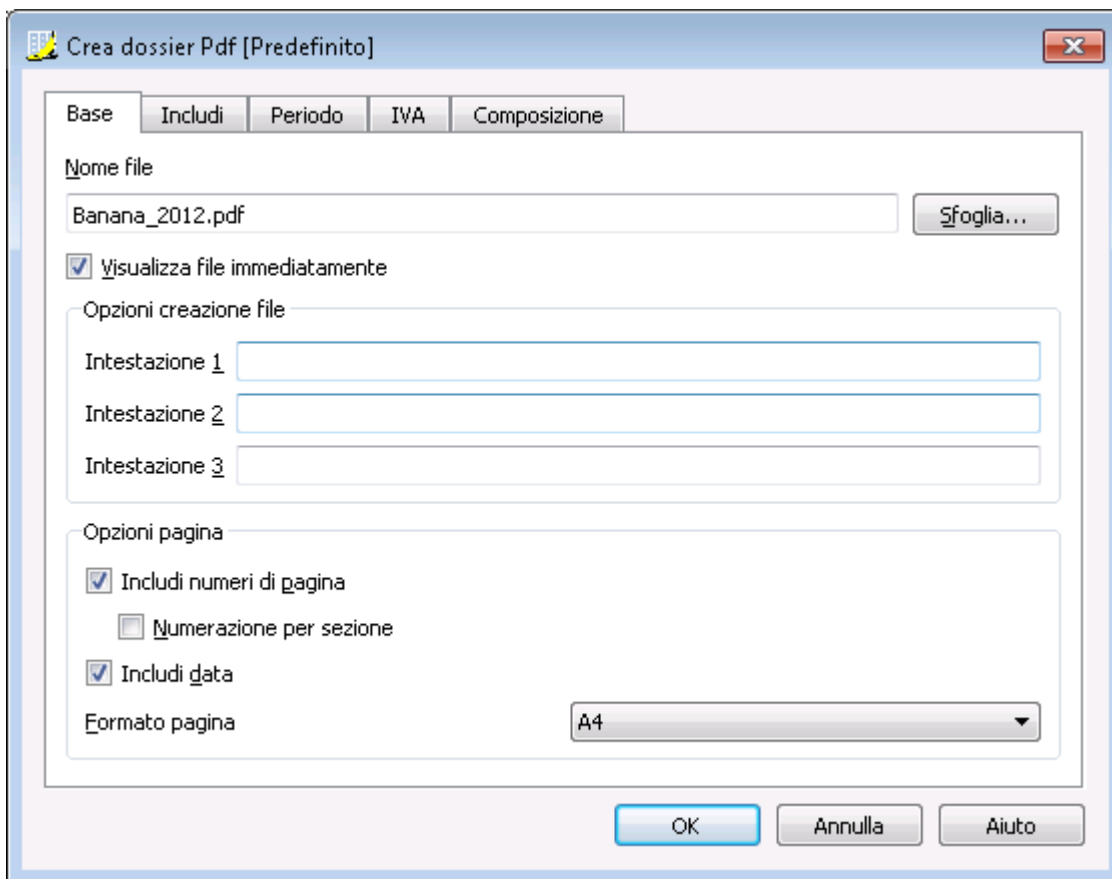 Crea dossier Pdf [Predefinito]
Base Includi Periodo IVA Composizione
Nome file
Banana_2012.pdf Sfoglia...
Visualizza file immediatamente
Opzioni creazione file
Intestazione 1
Intestazione 2
Intestazione 3
Opzioni pagina
Includi numeri di pagina
Numerazione per sezione
Includi data
Formato pagina A4
OK Annulla Aiuto